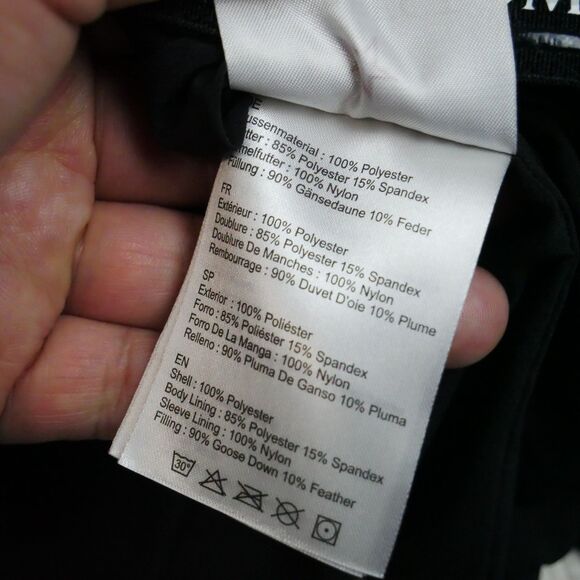 M
E
ussenmaterial : 100% Polyester
tter : 85% Polyester 15% Spandex
melfutter : 100% Nylon
Füllung : 90% Gänsedaune 10% Feder
FR
Extérieur : 100% Polyester
Doublure : 85% Polyester 15% Spandex
Doublure De Manches : 100% Nylon
Rembourrage : 90% Duvet D'oie 10% Plume
SP
Exterior : 100% Poliéster
Forro : 85% Poliéster 15% Spandex
Forro De La Manga : 100% Nylon
Relleno : 90% Pluma De Ganso 10% Pluma
EN
Shell : 100% Polyester
Body Lining : 85% Polyester 15% Spandex
Sleeve Lining : 100% Nylon
Filling : 90% Goose Down 10% Feather
30°